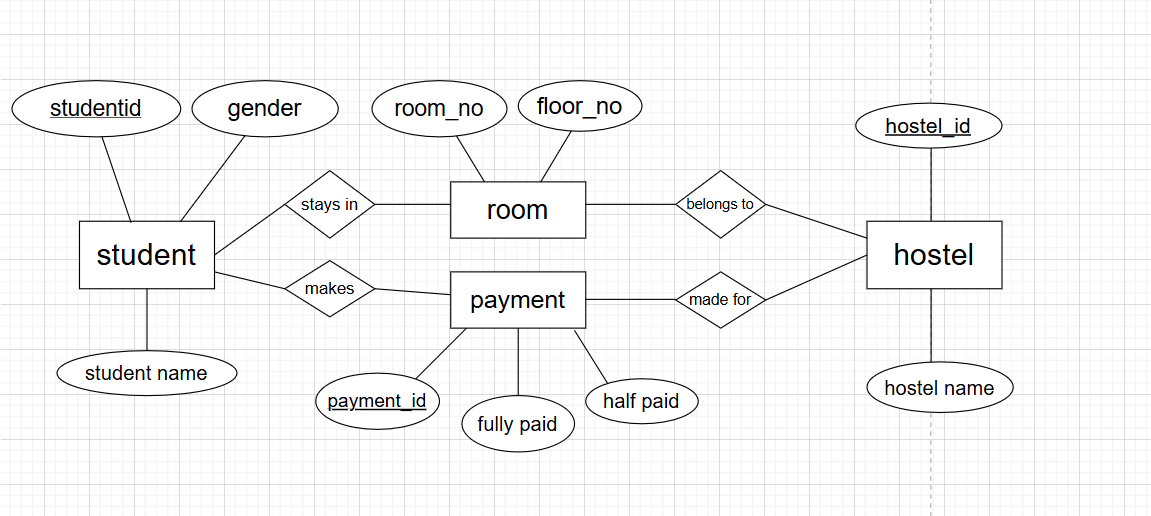 studentid
gender
room_no
floor_no
hostel_id
stays in
room
belongs to
student
hostel
makes
payment
made for
student name
payment_id
fully paid
half paid
hostel name